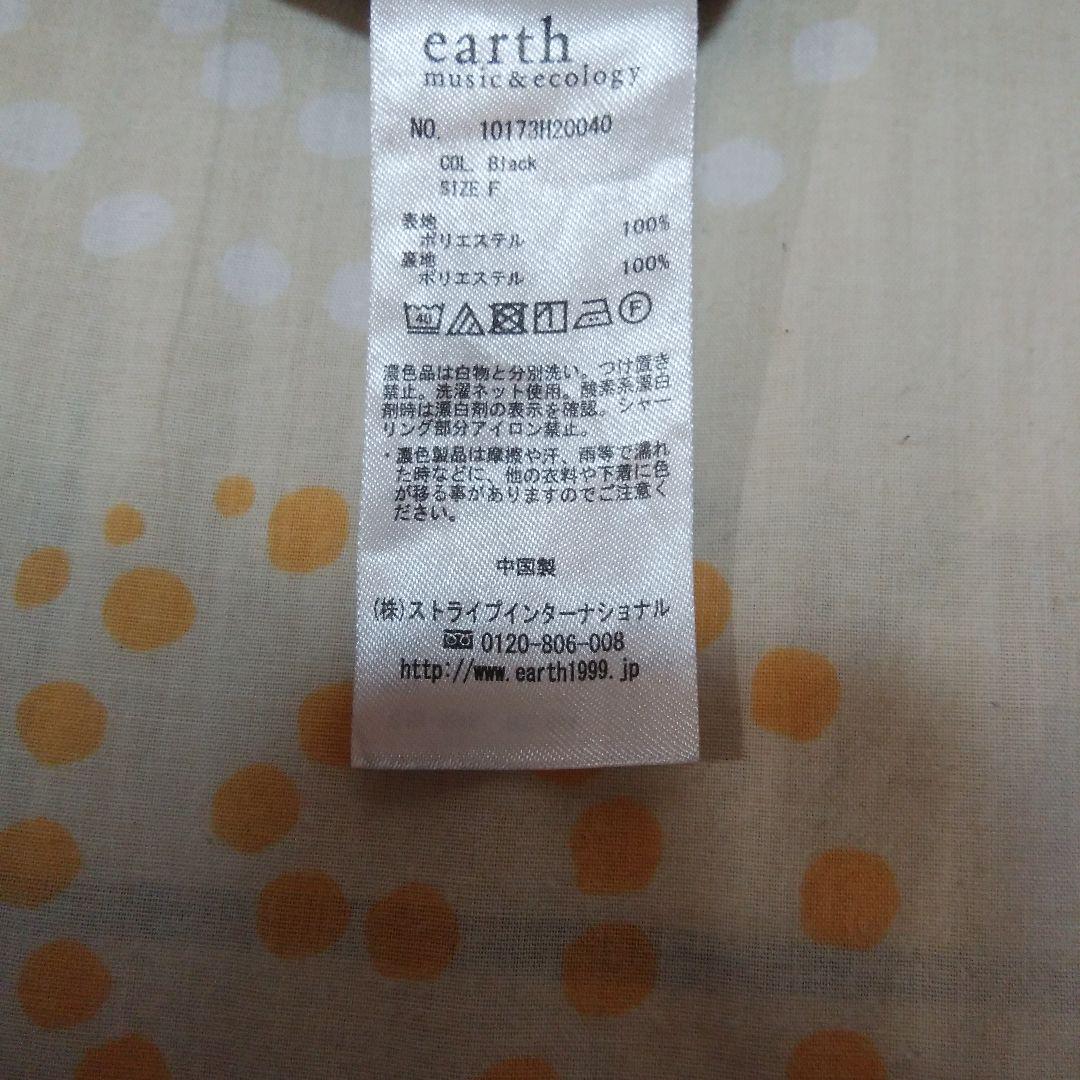 earth
music&ecology
NO. 10173H20040
COL. Black
SIZE F
表地
ポリエステル 100%
裏地
ポリエステル 100%
40
F
濃色品は白物と分別洗い。つけ置き
禁止。洗濯ネット使用。酸素系漂白
剤時は漂白剤の表示を確認。シャー
リング部分アイロン禁止。
・濃色製品は摩擦や汗、雨等で濡れ
た時などに、他の衣料や下着に色
が移る事がありますのでご注意く
ださい。
中国製
(株)ストライプインターナショナル
0120-806-008
http://www.earth1999.jp